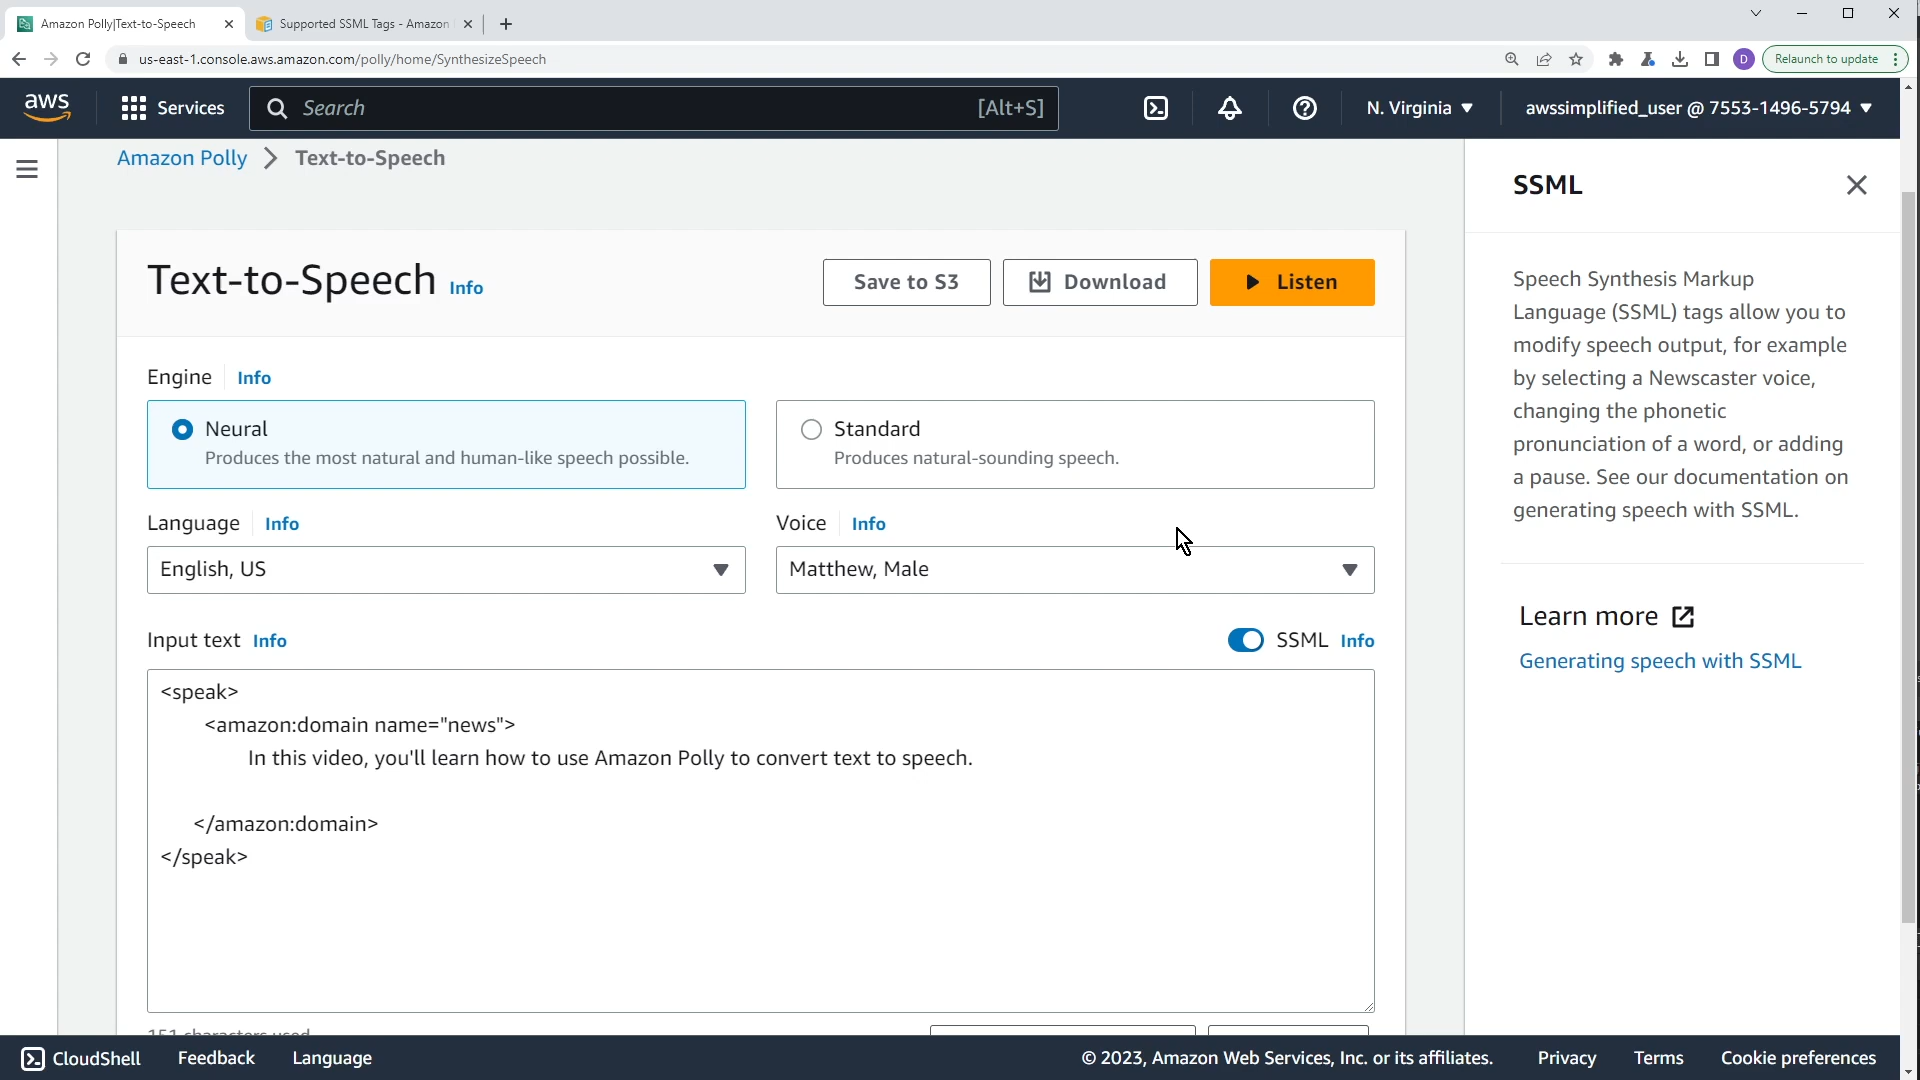 Amazon Polly|Text-to-Speech
Supported SSML Tags - Amazon
us-east-1.console.aws.amazon.com/polly/home/SynthesizeSpeech
D
Relaunch to update
aws
Services
Search
[Alt+S]
N. Virginia
awssimplified_user @ 7553-1496-5794
Amazon Polly
Text-to-Speech
Text-to-Speech Info
Save to S3
Download
Listen
Engine Info
Neural
Produces the most natural and human-like speech possible.
Standard
Produces natural-sounding speech.
Language Info
English, US
Voice Info
Matthew, Male
Input text Info
SSML Info
<speak>
<amazon:domain name="news">
In this video, you'll learn how to use Amazon Polly to convert text to speech.
</amazon:domain>
</speak>
151 characters used
SSML
Speech Synthesis Markup
Language (SSML) tags allow you to
modify speech output, for example
by selecting a Newscaster voice,
changing the phonetic
pronunciation of a word, or adding
a pause. See our documentation on
generating speech with SSML.
Learn more
Generating speech with SSML
CloudShell
Feedback
Language
© 2023, Amazon Web Services, Inc. or its affiliates.
Privacy
Terms
Cookie preferences